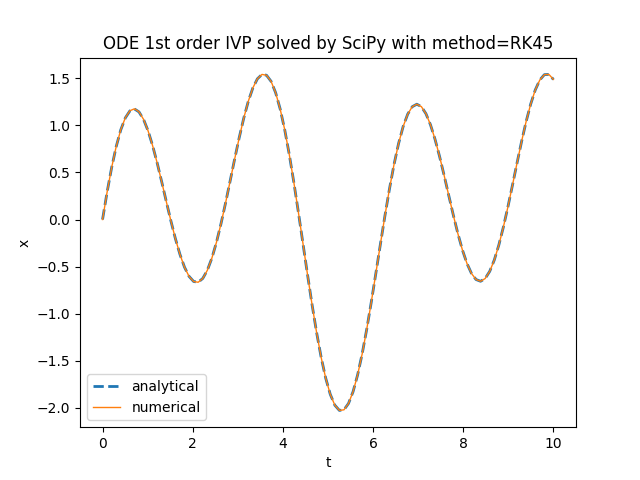 ODE 1st order IVP solved by SciPy with method=RK45
1.5
1.0
0.5
0.0
−0.5
−1.0
−1.5
−2.0
x
analytical
numerical
0 2 4 6 8 10
t